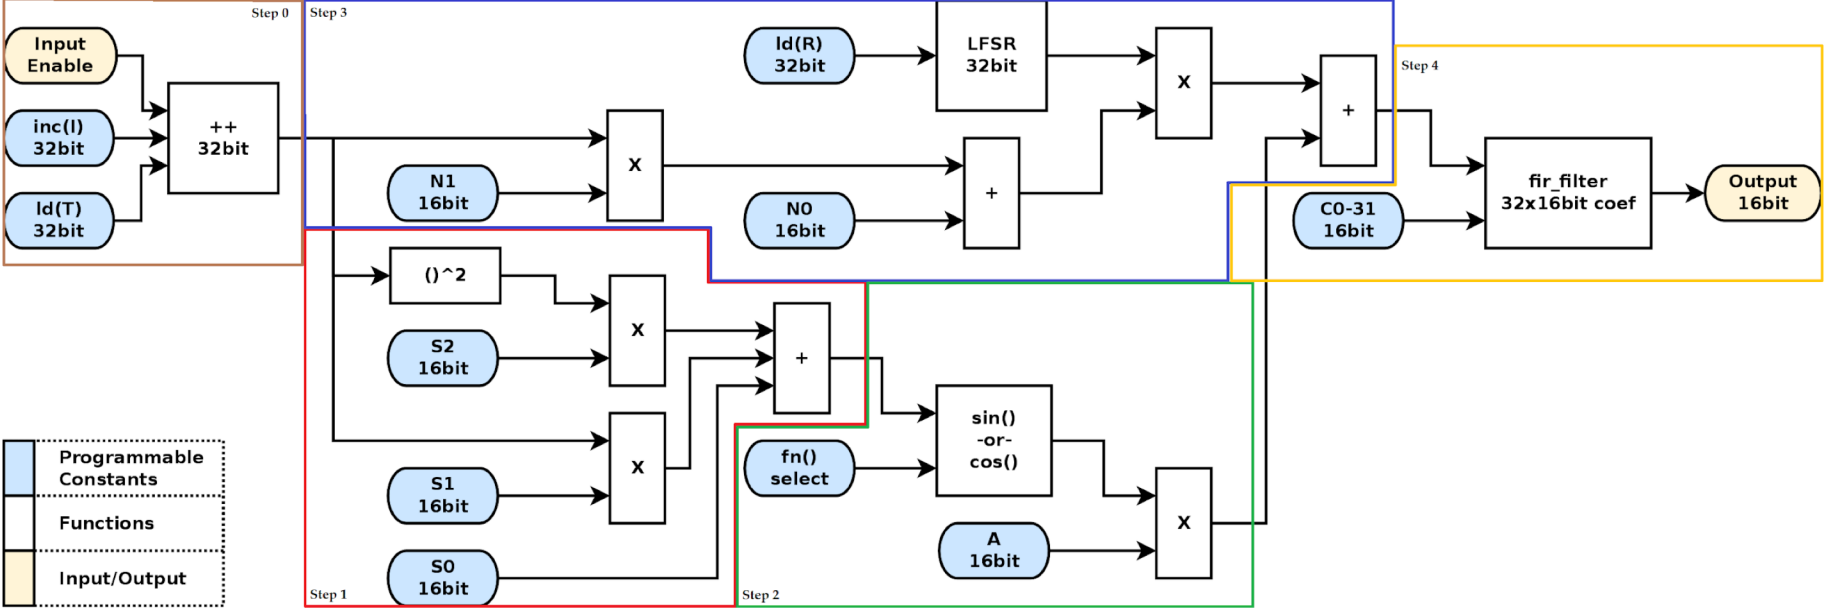 Step 0
Input
Enable
inc(I)
32bit
ld(T)
32bit
++
32bit
Step 3
ld(R)
32bit
LFSR
32bit
X
+
X
N1
16bit
N0
16bit
+
Step 4
C0-31
16bit
fir_filter
32x16bit coef
Output
16bit
()^2
S2
16bit
X
+
S1
16bit
X
S0
16bit
Step 1
fn()
select
sin()
-or-
cos()
A
16bit
X
Step 2
Programmable
Constants
Functions
Input/Output